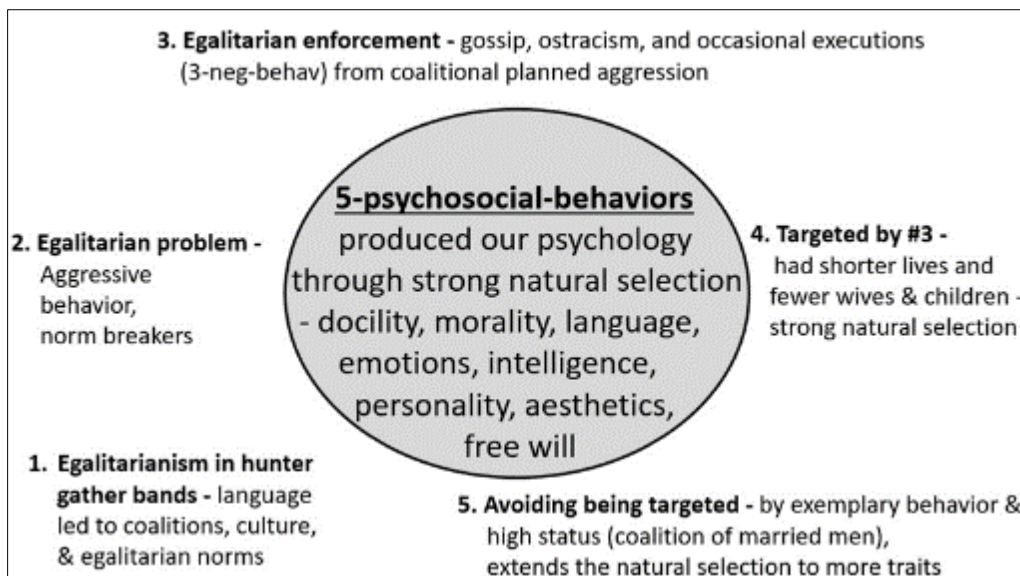 3. Egalitarian enforcement - gossip, ostracism, and occasional executions
(3-neg-behav) from coalitional planned aggression
5-psychosocial-behaviors
produced our psychology
through strong natural selection
- docility, morality, language,
emotions, intelligence,
personality, aesthetics,
free will
2. Egalitarian problem -
Aggressive
behavior,
norm breakers
4. Targeted by #3 -
had shorter lives and
fewer wives & children -
strong natural selection
1. Egalitarianism in hunter
gather bands - language
led to coalitions, culture,
& egalitarian norms
5. Avoiding being targeted - by exemplary behavior &
high status (coalition of married men),
extends the natural selection to more traits